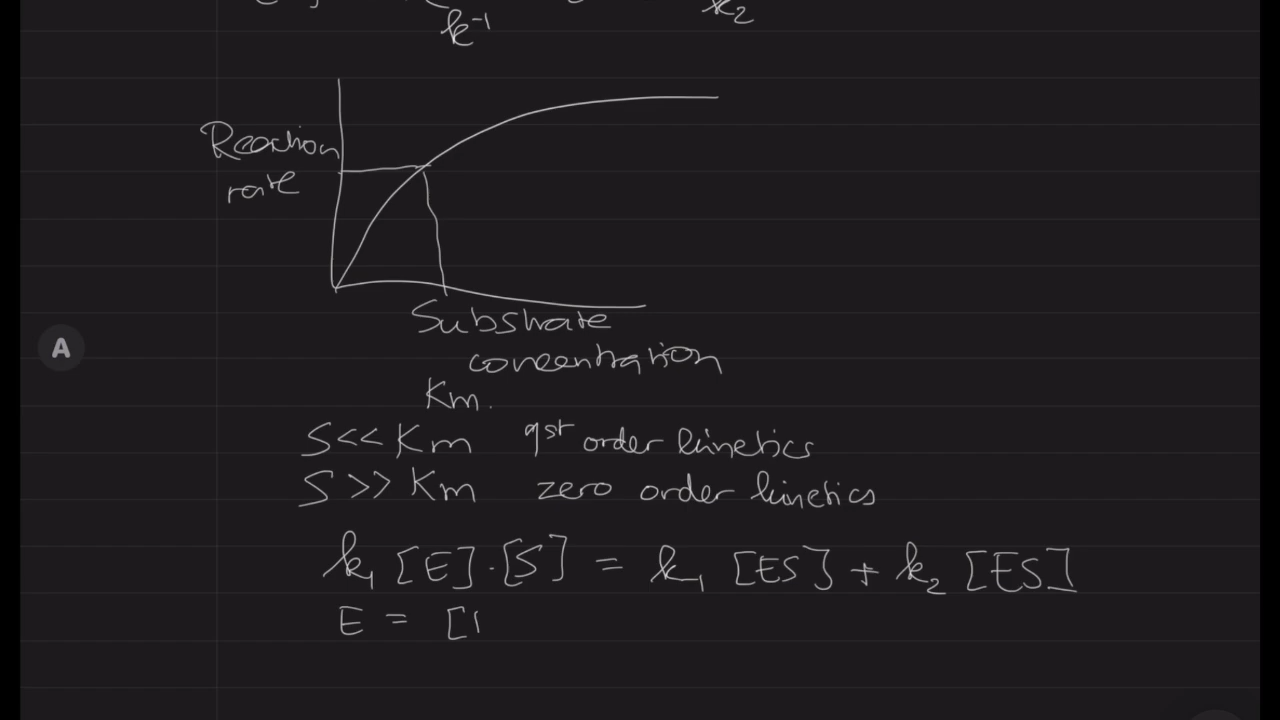 k⁻¹
k₂
Reaction
rate
Substrate
concentration
Km.
S<<Km 1st order kinetics
S>>Km zero order kinetics
k₁[E].[S] = k₁[ES] + k₂[ES]
E = [
A